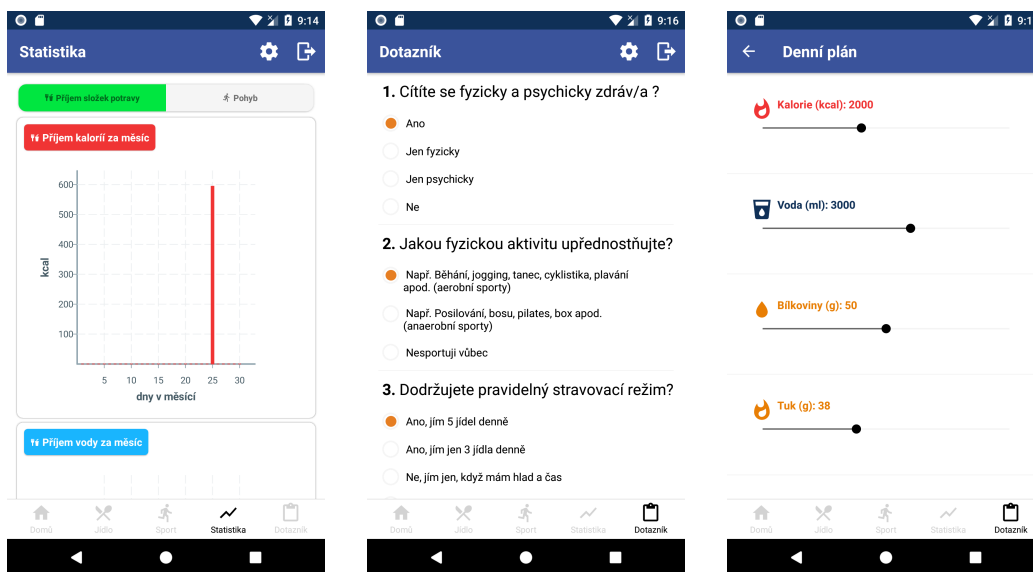 9:14
Statistika
Příjem složek potravy
Pohyb
Příjem kaloríí za měsíc
600
500
400
300
200
100
kcal
5 10 15 20 25 30
dny v měsící
Příjem vody za měsíc
Domů Jídlo Sport Statistika Dotazník
9:16
Dotazník
1. Cítíte se fyzicky a psychicky zdráv/a ?
Ano
Jen fyzicky
Jen psychicky
Ne
2. Jakou fyzickou aktivitu upřednostňujte?
Např. Běhání, jogging, tanec, cyklistika, plavání
apod. (aerobní sporty)
Např. Posilování, bosu, pilates, box apod.
(anaerobní sporty)
Nesportuji vůbec
3. Dodržujete pravidelný stravovací režim?
Ano, jím 5 jídel denně
Ano, jím jen 3 jídla denně
Ne, jím jen, když mám hlad a čas
Domů Jídlo Sport Statistika Dotazník
Denní plán
Kalorie (kcal): 2000
Voda (ml): 3000
Bílkoviny (g): 50
Tuk (g): 38
Domů Jídlo Sport Statistika Dotazník